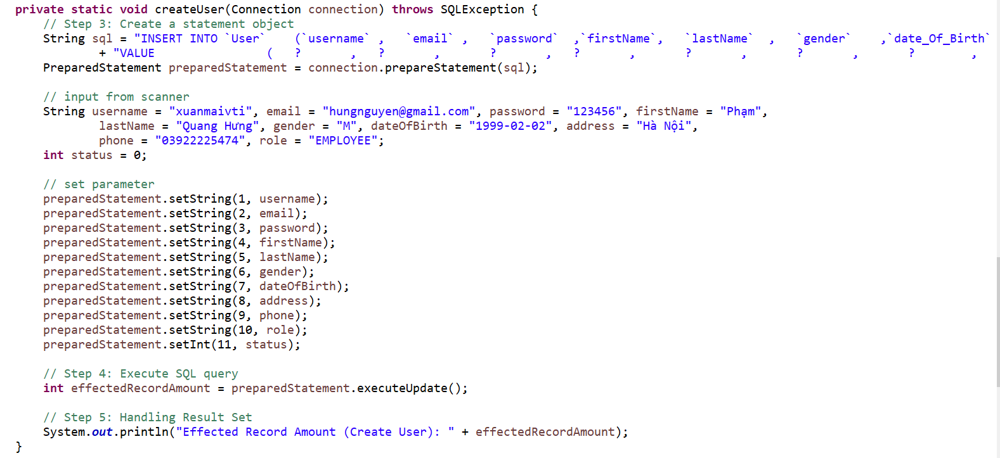 private static void createUser(Connection connection) throws SQLException {
// Step 3: Create a statement object
String sql = "INSERT INTO `User` (`username` , `email` , `password` ,`firstName`, `lastName` , `gender` ,`date_Of_Birth`
+ "VALUE ( ? , ? , ? , ? , ? , ? , ? ,
PreparedStatement preparedStatement = connection.prepareStatement(sql);
// input from scanner
String username = "xuanmaivti", email = "hungnguyen@gmail.com", password = "123456", firstName = "Phạm",
lastName = "Quang Hưng", gender = "M", dateOfBirth = "1999-02-02", address = "Hà Nội",
phone = "03922225474", role = "EMPLOYEE";
int status = 0;
// set parameter
preparedStatement.setString(1, username);
preparedStatement.setString(2, email);
preparedStatement.setString(3, password);
preparedStatement.setString(4, firstName);
preparedStatement.setString(5, lastName);
preparedStatement.setString(6, gender);
preparedStatement.setString(7, dateOfBirth);
preparedStatement.setString(8, address);
preparedStatement.setString(9, phone);
preparedStatement.setString(10, role);
preparedStatement.setInt(11, status);
// Step 4: Execute SQL query
int effectedRecordAmount = preparedStatement.executeUpdate();
// Step 5: Handling Result Set
System.out.println("Effected Record Amount (Create User): " + effectedRecordAmount);
}